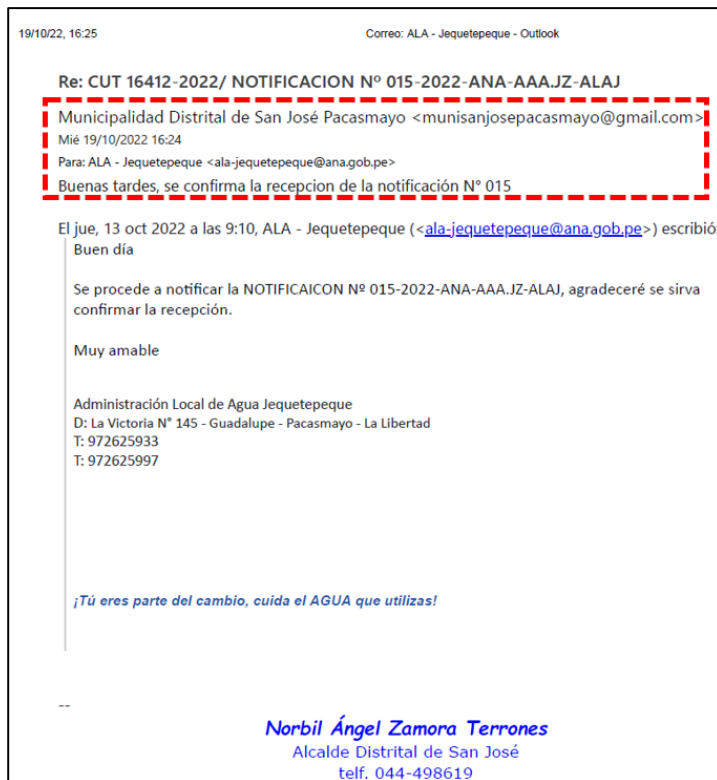 19/10/22, 16:25 Correo: ALA - Jequetepeque - Outlook
Re: CUT 16412-2022/ NOTIFICACION Nº 015-2022-ANA-AAA.JZ-ALAJ
Municipalidad Distrital de San José Pacasmayo <munisanjosepacasmayo@gmail.com>
Mié 19/10/2022 16:24
Para: ALA - Jequetepeque <ala-jequetepeque@ana.gob.pe>
Buenas tardes, se confirma la recepcion de la notificación N° 015
El jue, 13 oct 2022 a las 9:10, ALA - Jequetepeque (<ala-jequetepeque@ana.gob.pe>) escribió:
Buen día
Se procede a notificar la NOTIFICAICON Nº 015-2022-ANA-AAA.JZ-ALAJ, agradeceré se sirva
confirmar la recepción.
Muy amable
Administración Local de Agua Jequetepeque
D: La Victoria N° 145 - Guadalupe - Pacasmayo - La Libertad
T: 972625933
T: 972625997
¡Tú eres parte del cambio, cuida el AGUA que utilizas!
--
Norbil Ángel Zamora Terrones
Alcalde Distrital de San José
telf. 044-498619